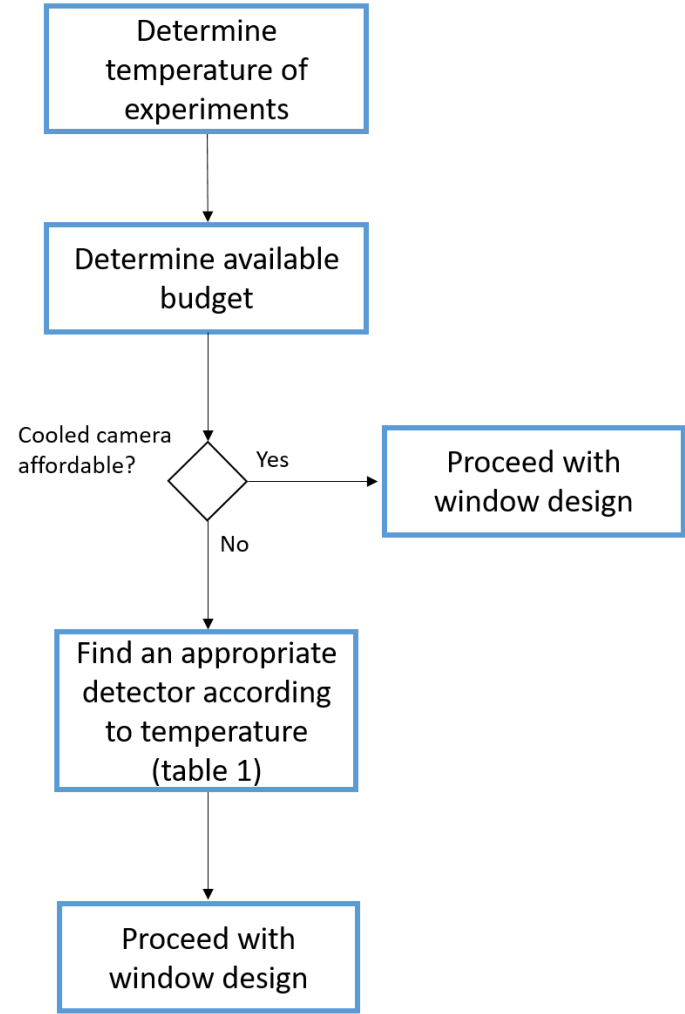 Determine
temperature of
experiments
Determine available
budget
Cooled camera
affordable?
Yes
Proceed with
window design
No
Find an appropriate
detector according
to temperature
(table 1)
Proceed with
window design